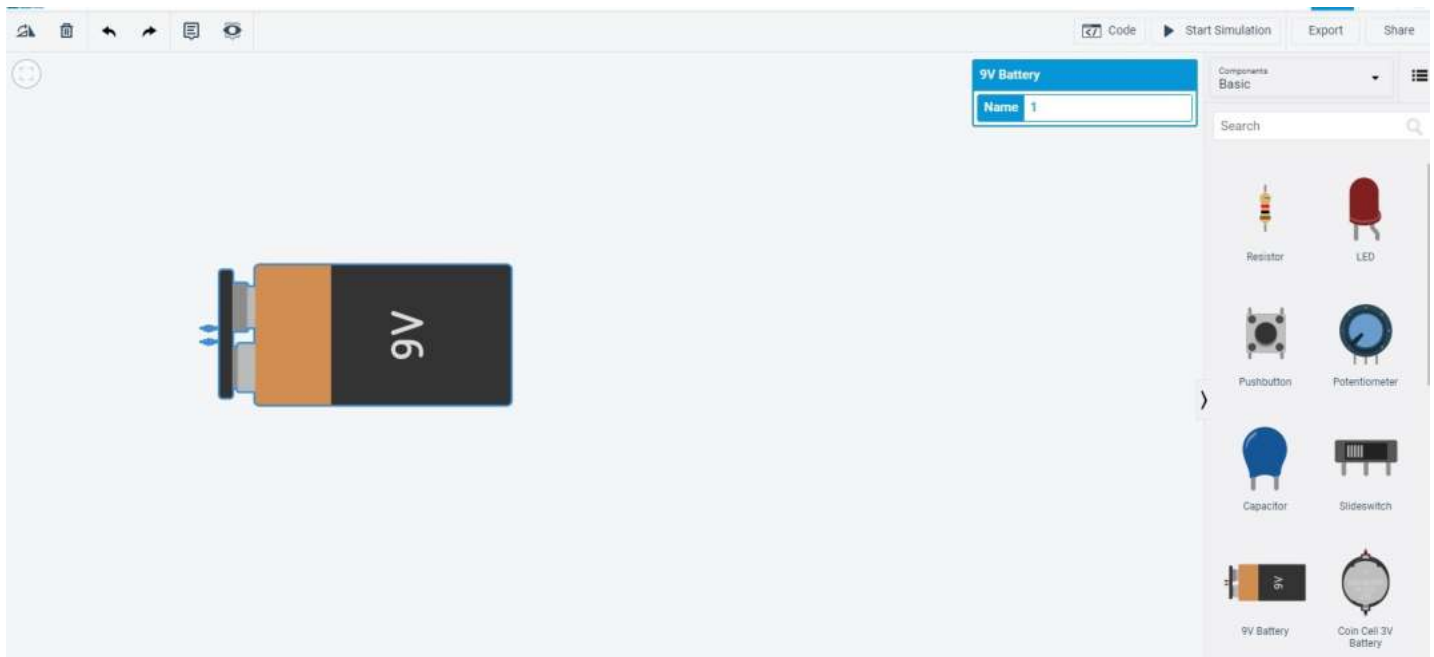 Code
Start Simulation
Export
Share
9V Battery
Name 1
Components
Basic
Search
9V
Resistor
LED
Pushbutton
Potentiometer
Capacitor
Slideswitch
9V
9V Battery
Coin Cell 3V
Battery